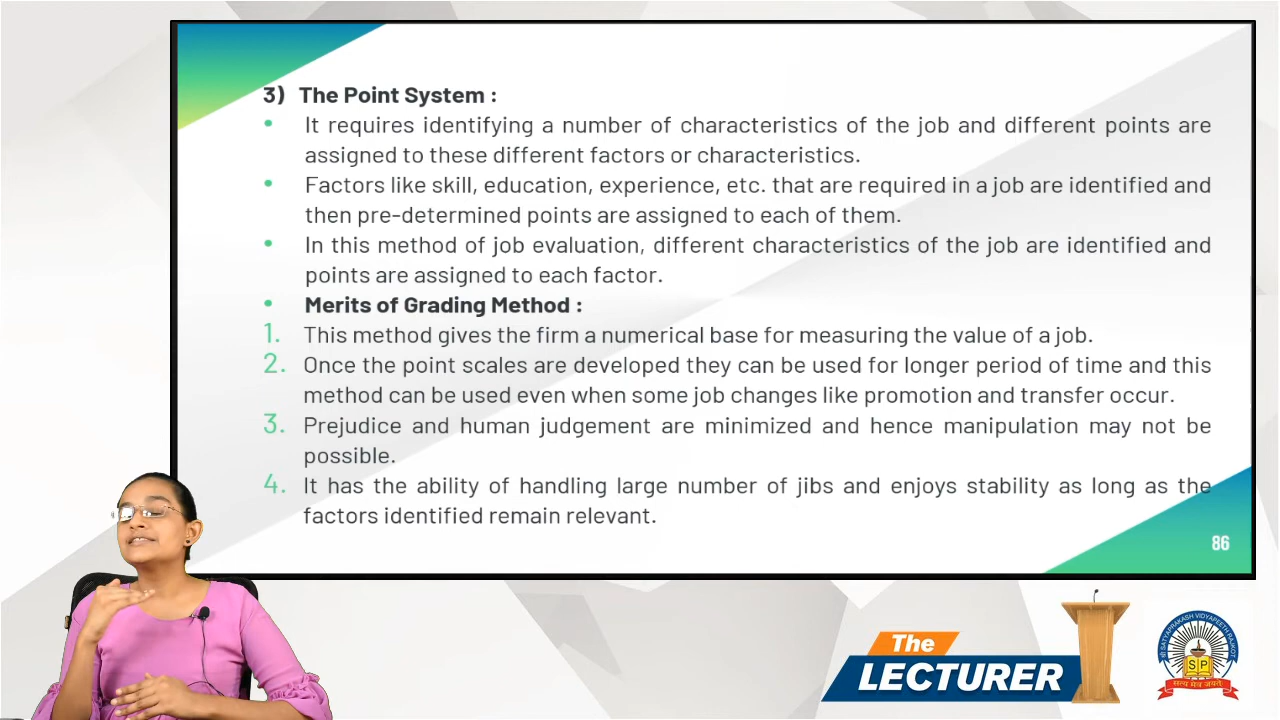 3) The Point System :
• It requires identifying a number of characteristics of the job and different points are
assigned to these different factors or characteristics.
• Factors like skill, education, experience, etc. that are required in a job are identified and
then pre-determined points are assigned to each of them.
• In this method of job evaluation, different characteristics of the job are identified and
points are assigned to each factor.
• Merits of Grading Method :
1. This method gives the firm a numerical base for measuring the value of a job.
2. Once the point scales are developed they can be used for longer period of time and this
method can be used even when some job changes like promotion and transfer occur.
3. Prejudice and human judgement are minimized and hence manipulation may not be
possible.
4. It has the ability of handling large number of jibs and enjoys stability as long as the
factors identified remain relevant.
86
The
LECTURER
SATYAPRAKASH VIDYAPEETH RAJKOT
S P
सत्य मेव जयते